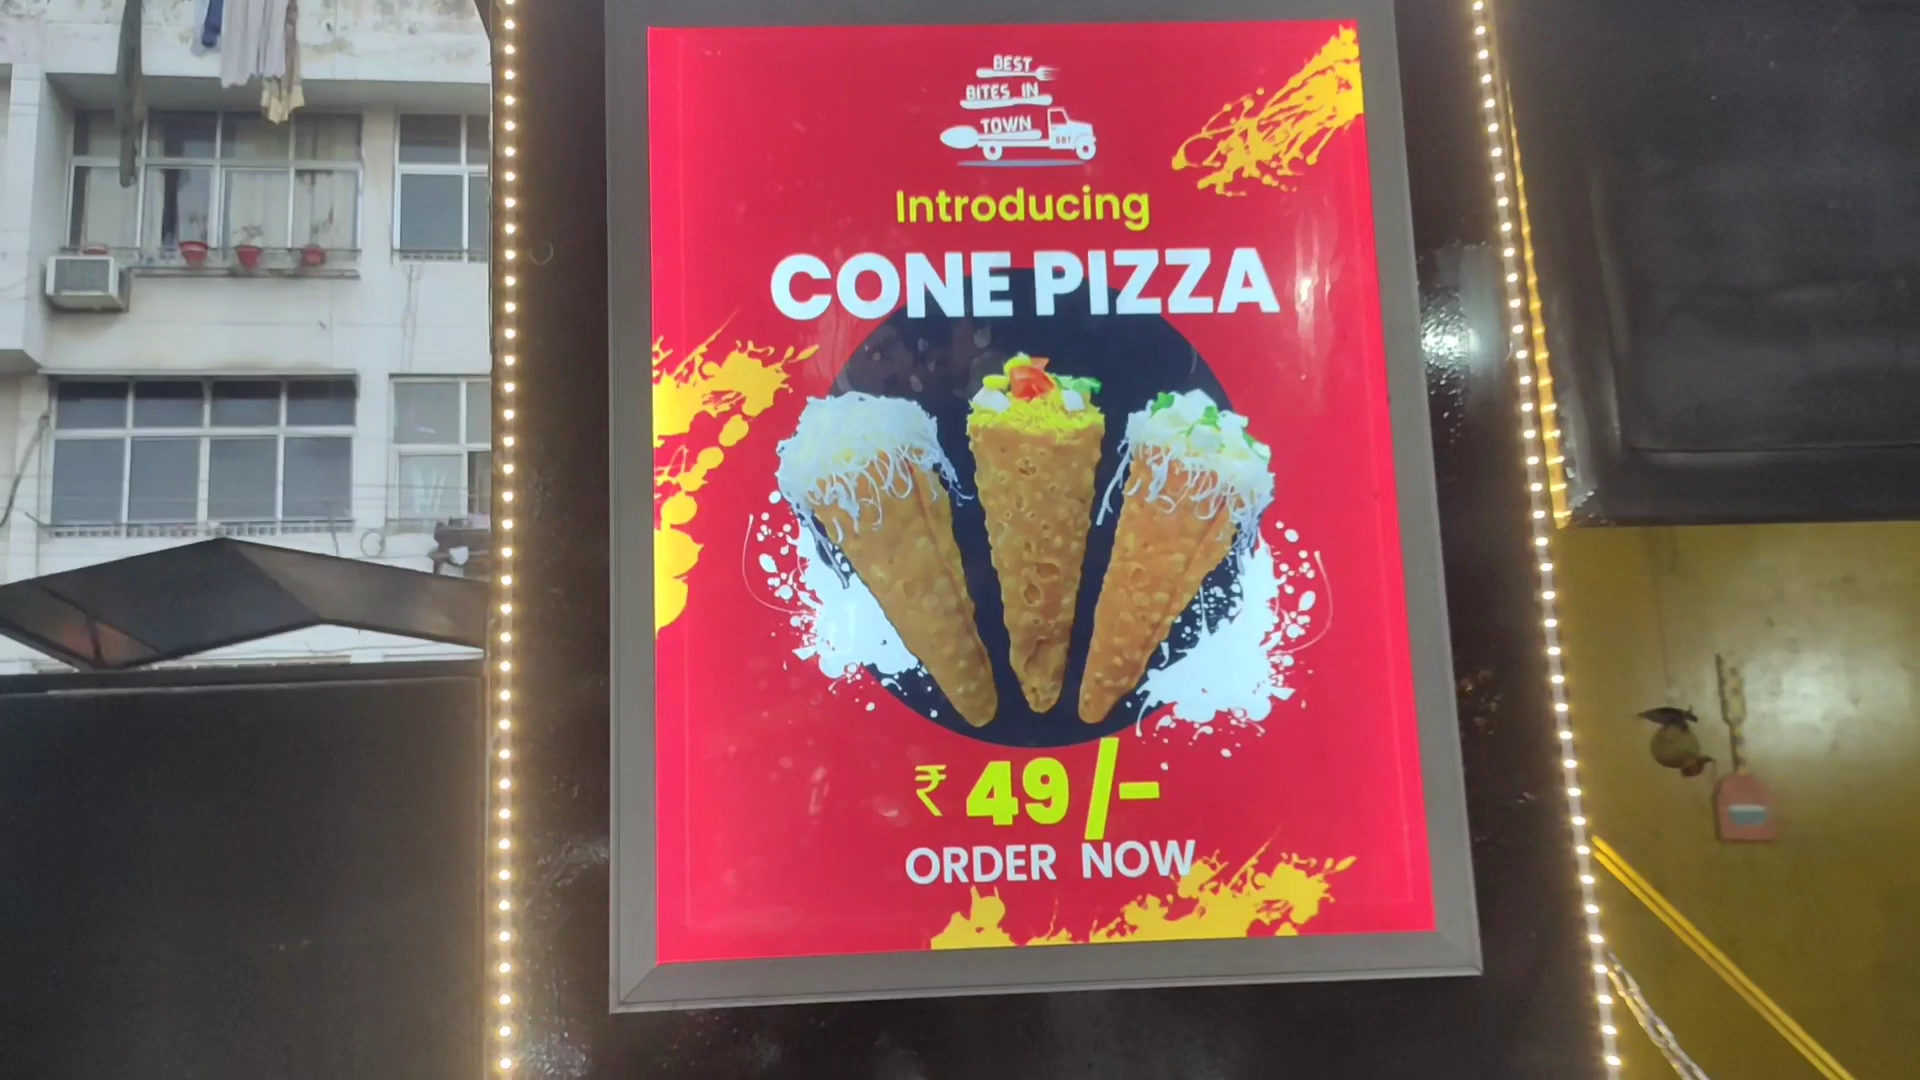 BEST
BITES IN
TOWN
BBT
Introducing
CONE PIZZA
₹ 49/-
ORDER NOW